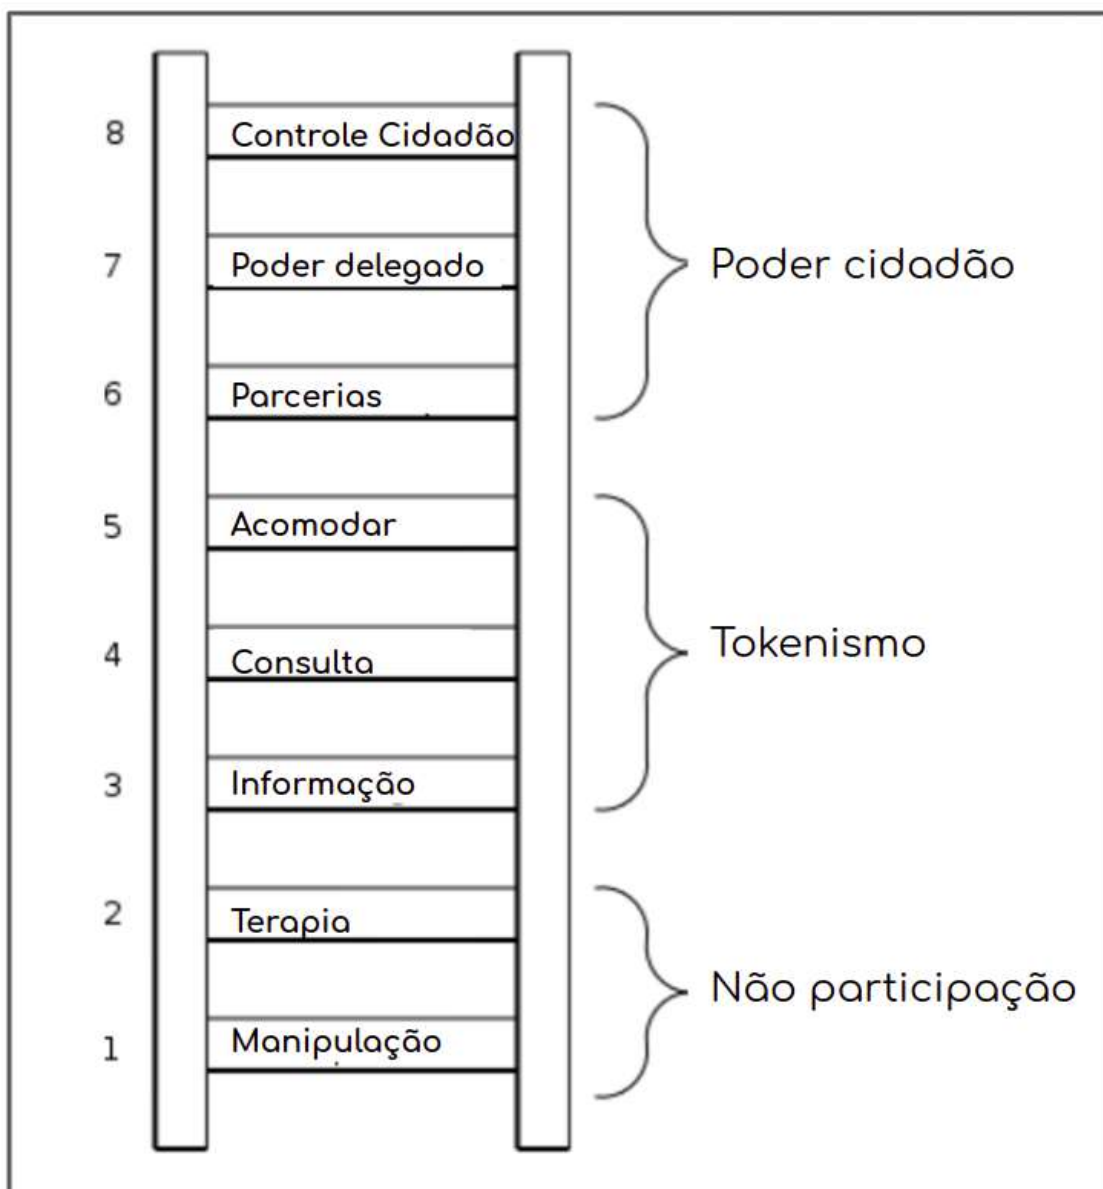 8 Controle Cidadão
7 Poder delegado
Poder cidadão
6 Parcerias
5 Acomodar
4 Consulta
Tokenismo
3 Informação
2 Terapia
Não participação
1 Manipulação